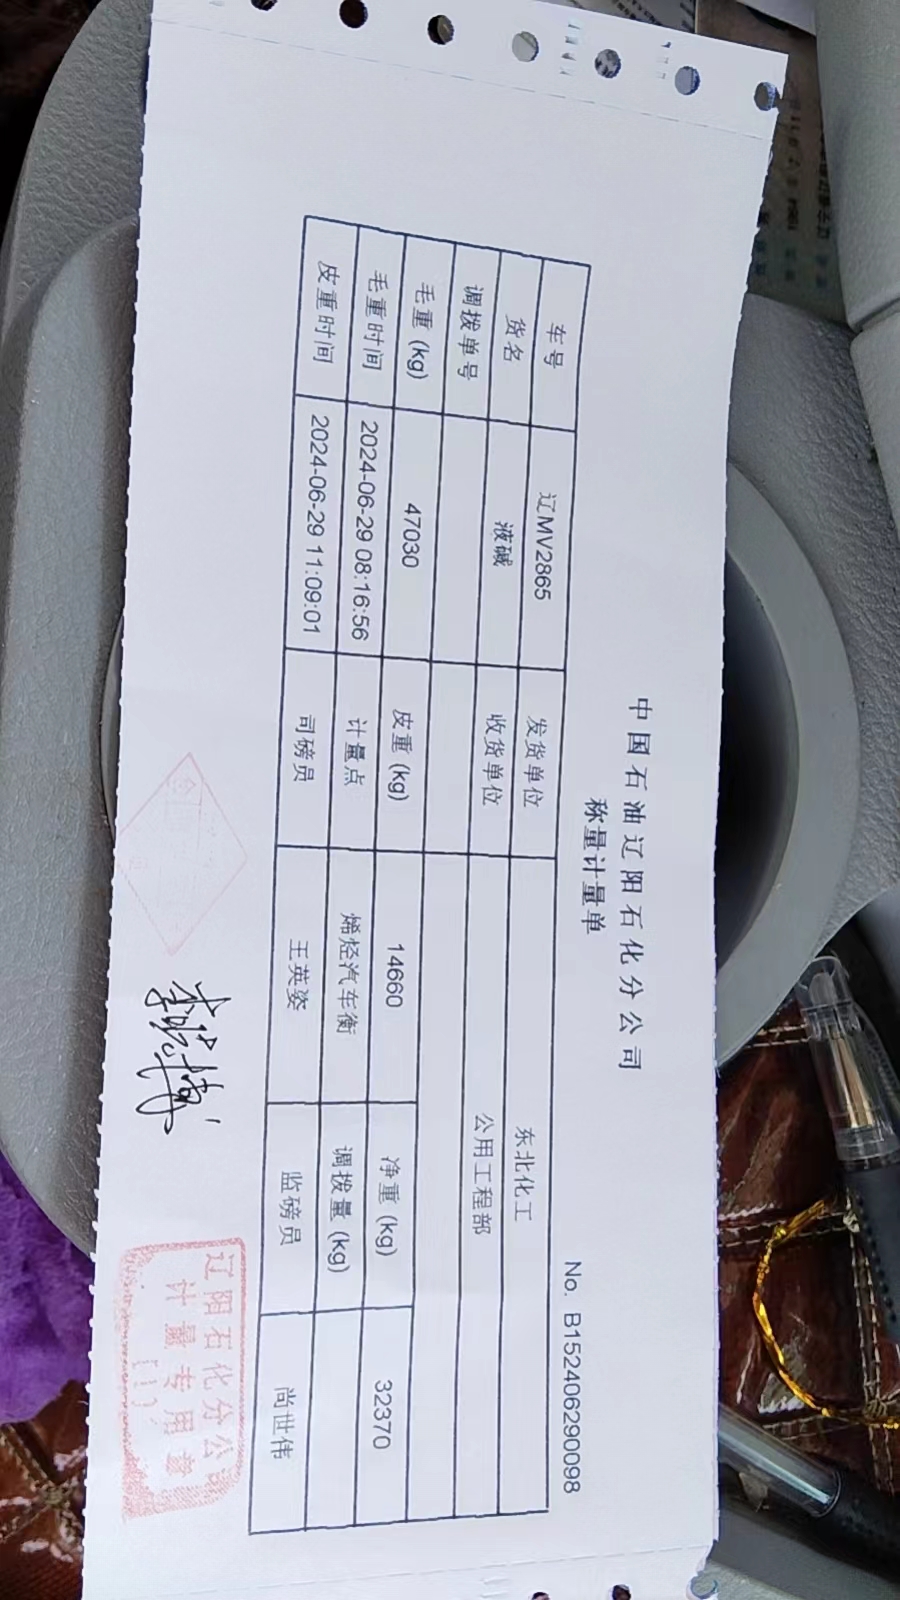 中国石油辽阳石化分公司
称量计量单
No. B152406290098
车号 辽MV2865 发货单位 东北化工
货名 液碱 收货单位 公用工程部
调拨单号
毛重 (kg) 47030 皮重 (kg) 14660 净重 (kg) 32370
毛重时间 2024-06-29 08:16:56 计量点 烯烃汽车衡 调拨量 (kg)
皮重时间 2024-06-29 11:09:01 司磅员 王英姿 监磅员 尚世伟
辽阳石化分公司
计量专用章
(1)